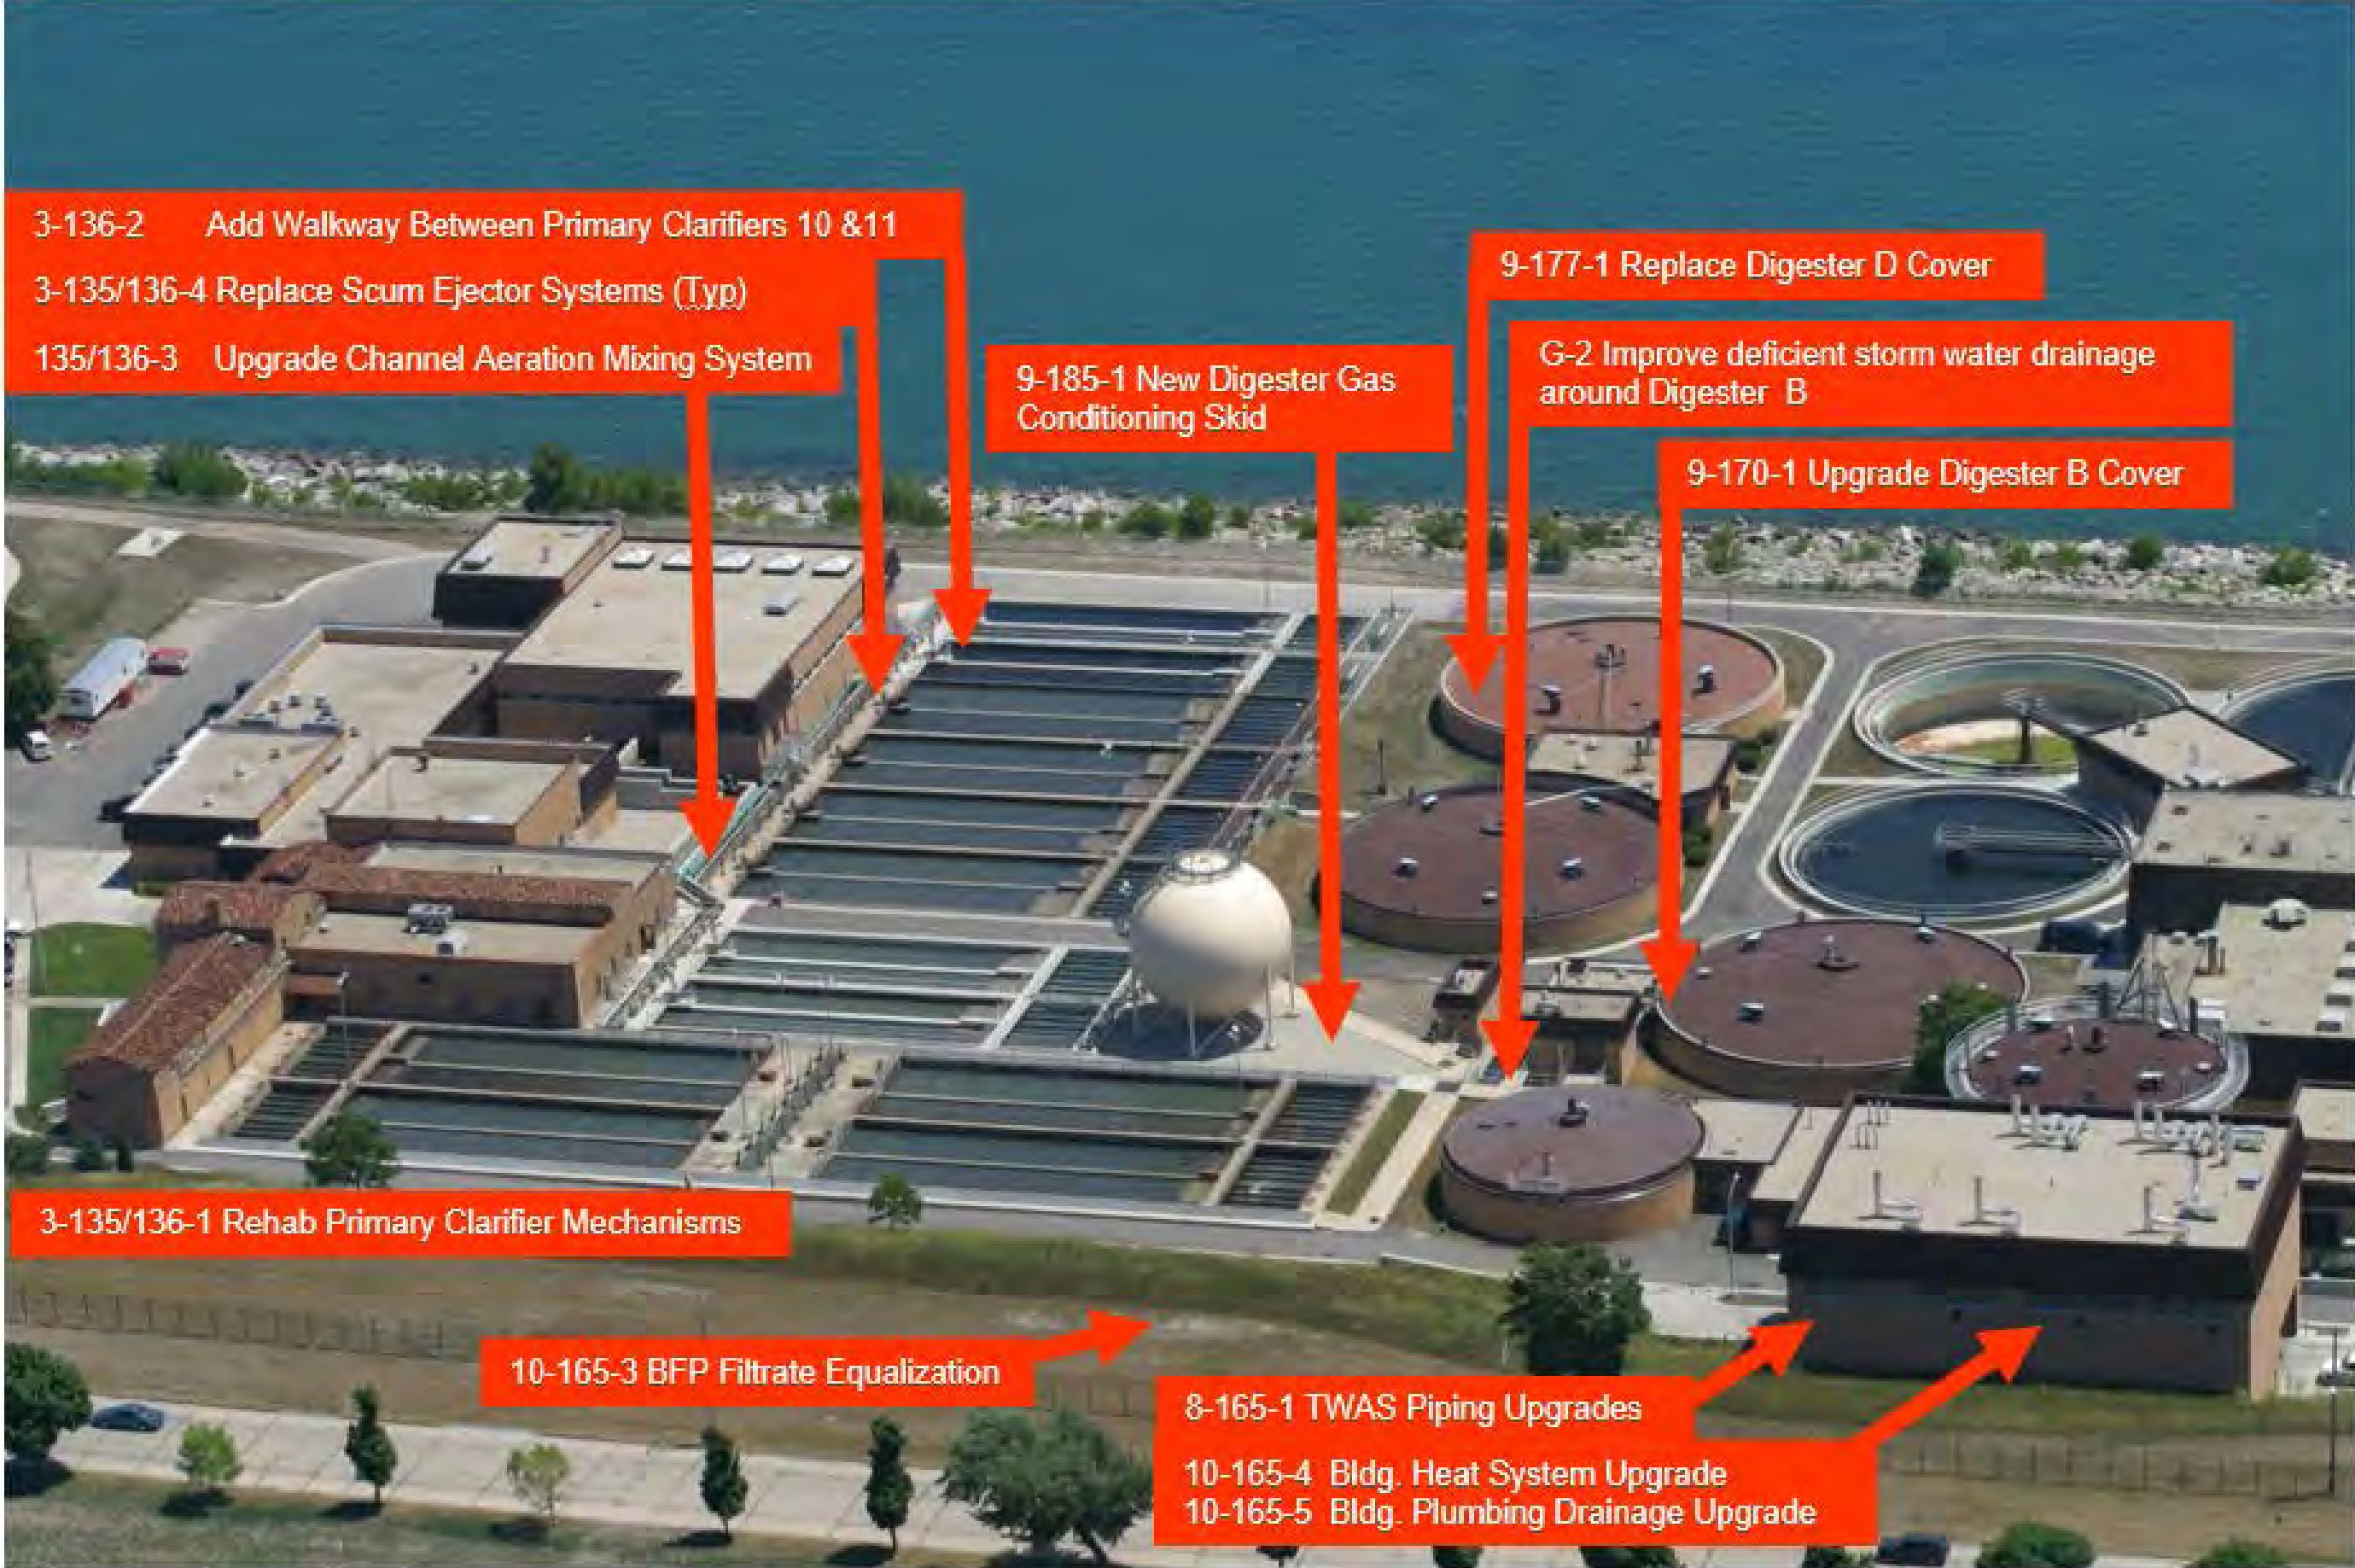 3-136-2 Add Walkway Between Primary Clarifiers 10 &11
3-135/136-4 Replace Scum Ejector Systems (Typ)
135/136-3 Upgrade Channel Aeration Mixing System
9-185-1 New Digester Gas
Conditioning Skid
9-177-1 Replace Digester D Cover
G-2 Improve deficient storm water drainage
around Digester B
9-170-1 Upgrade Digester B Cover
3-135/136-1 Rehab Primary Clarifier Mechanisms
10-165-3 BFP Filtrate Equalization
8-165-1 TWAS Piping Upgrades
10-165-4 Bldg. Heat System Upgrade
10-165-5 Bldg. Plumbing Drainage Upgrade